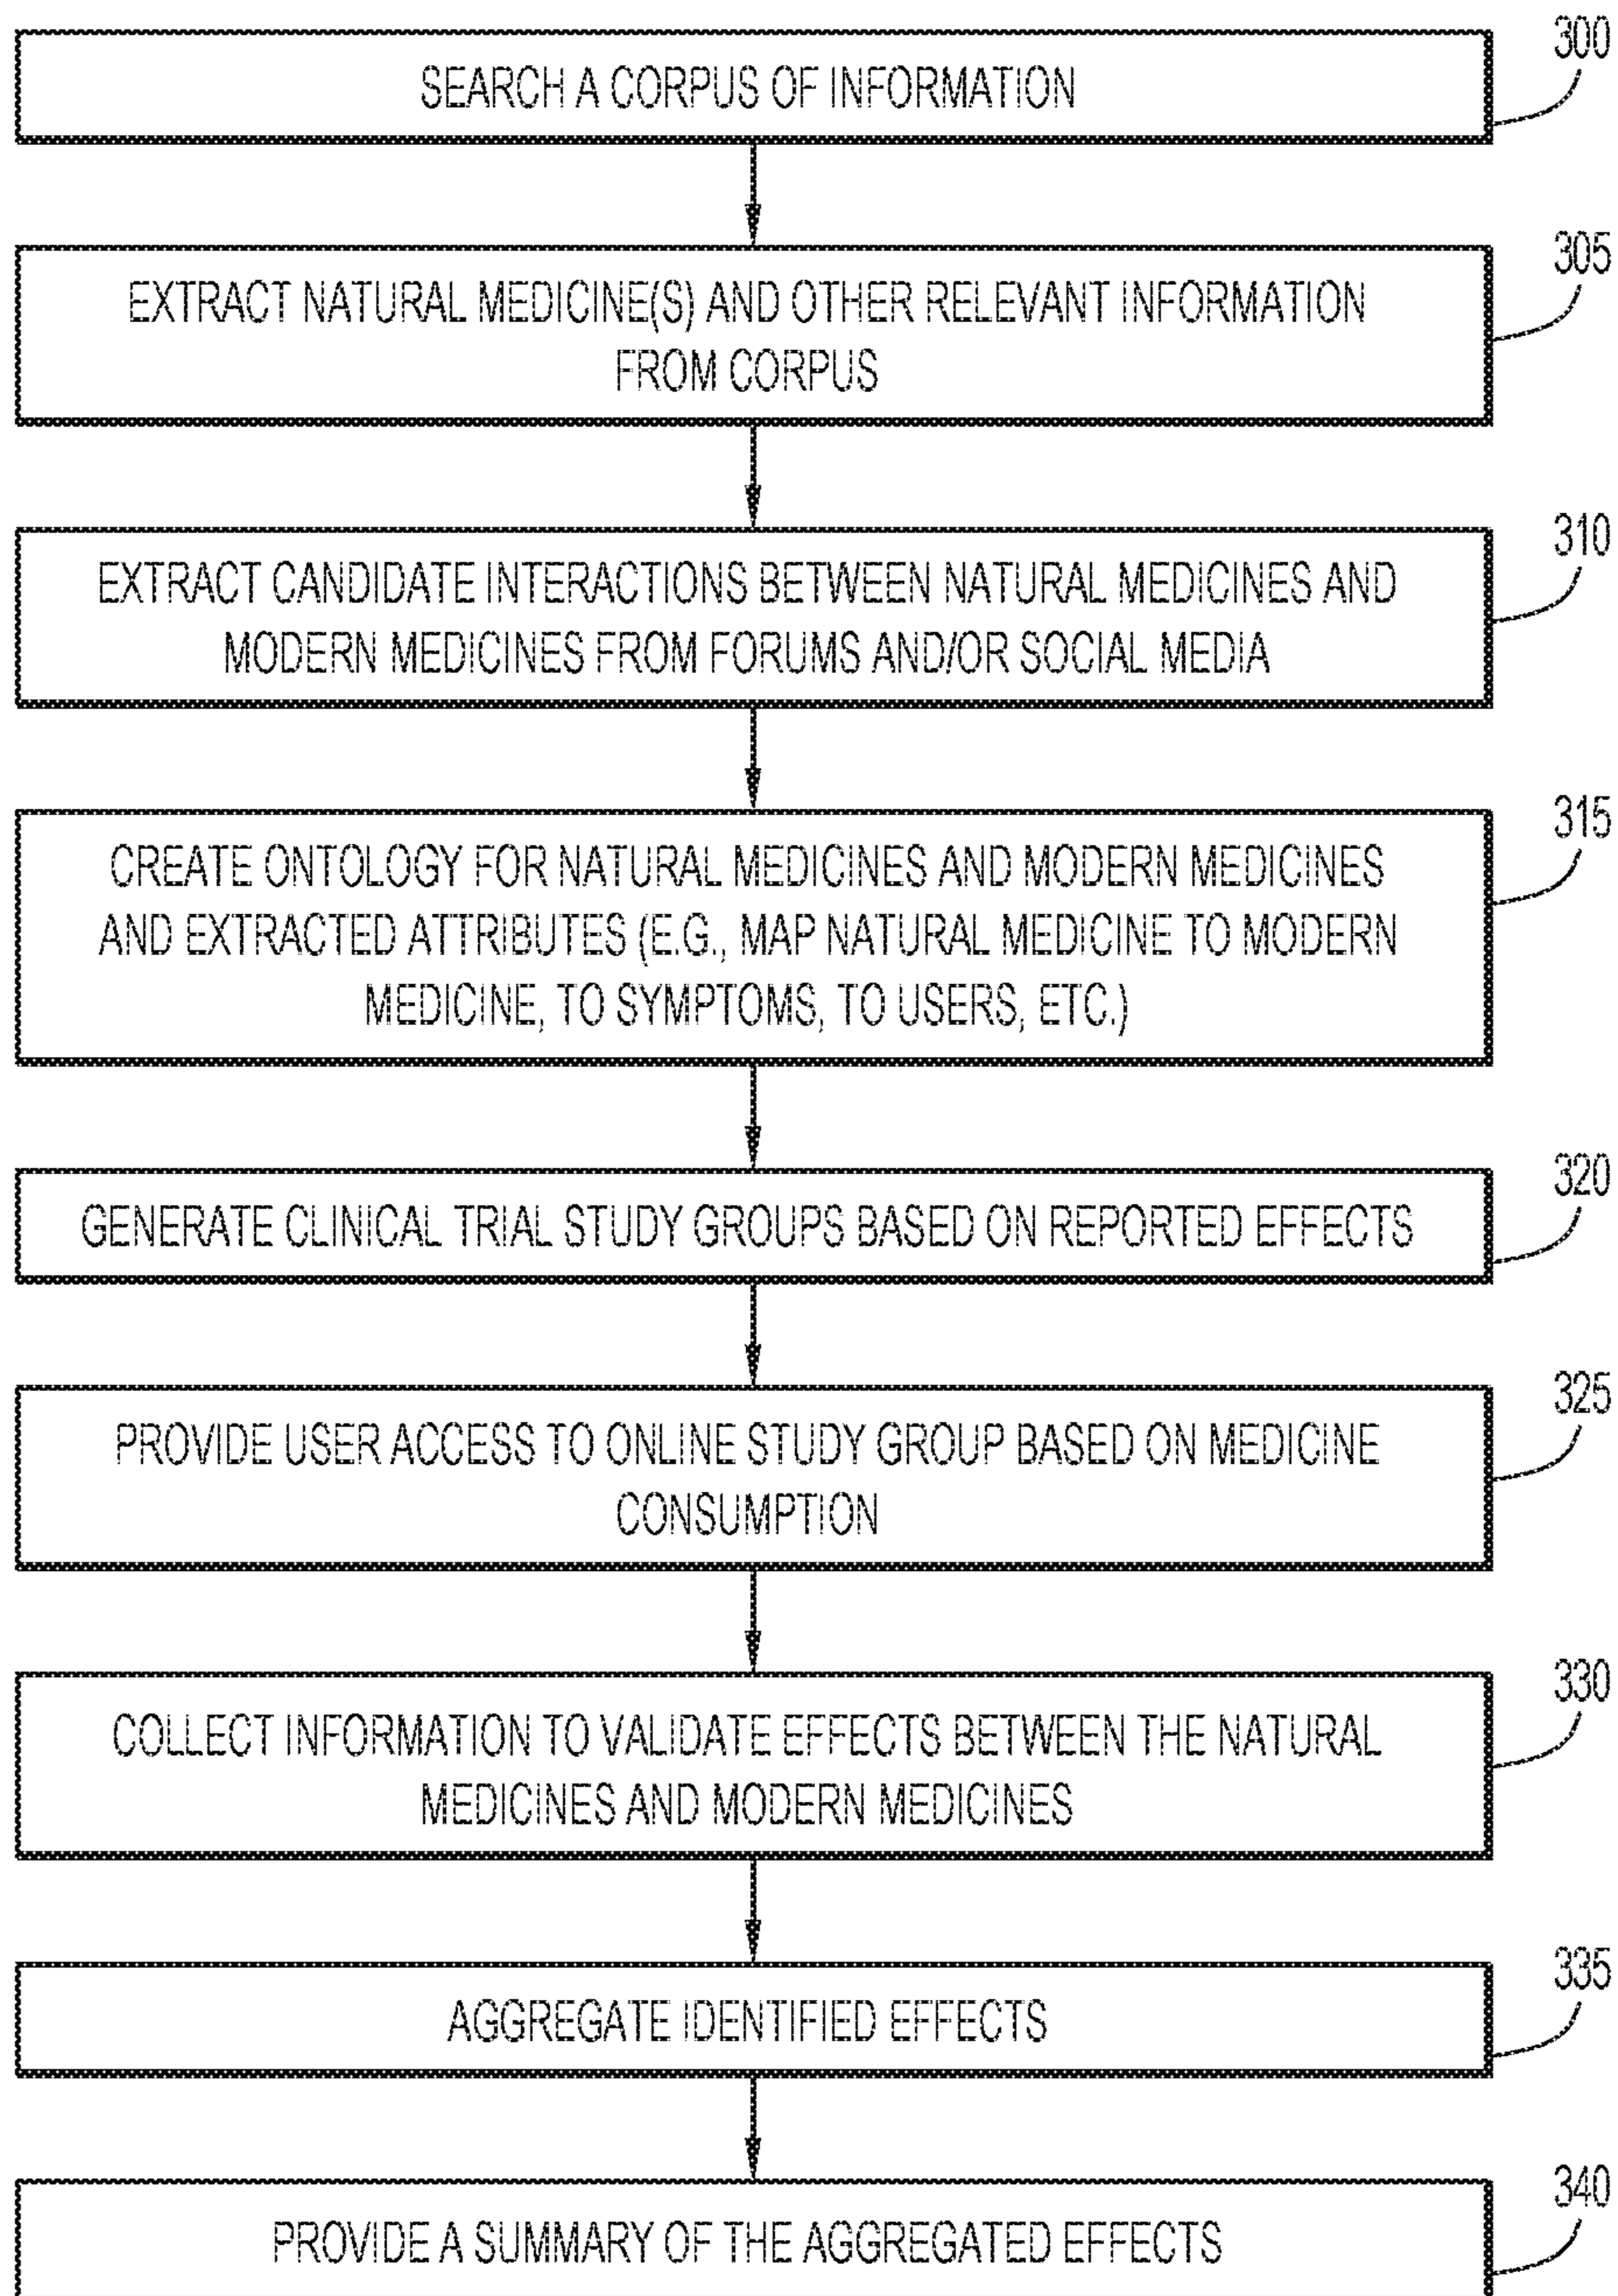 300
SEARCH A CORPUS OF INFORMATION
305
EXTRACT NATURAL MEDICINE(S) AND OTHER RELEVANT INFORMATION
FROM CORPUS
310
EXTRACT CANDIDATE INTERACTIONS BETWEEN NATURAL MEDICINES AND
MODERN MEDICINES FROM FORUMS AND/OR SOCIAL MEDIA
315
CREATE ONTOLOGY FOR NATURAL MEDICINES AND MODERN MEDICINES
AND EXTRACTED ATTRIBUTES (E.G., MAP NATURAL MEDICINE TO MODERN
MEDICINE, TO SYMPTOMS, TO USERS, ETC.)
320
GENERATE CLINICAL TRIAL STUDY GROUPS BASED ON REPORTED EFFECTS
325
PROVIDE USER ACCESS TO ONLINE STUDY GROUP BASED ON MEDICINE
CONSUMPTION
330
COLLECT INFORMATION TO VALIDATE EFFECTS BETWEEN THE NATURAL
MEDICINES AND MODERN MEDICINES
335
AGGREGATE IDENTIFIED EFFECTS
340
PROVIDE A SUMMARY OF THE AGGREGATED EFFECTS